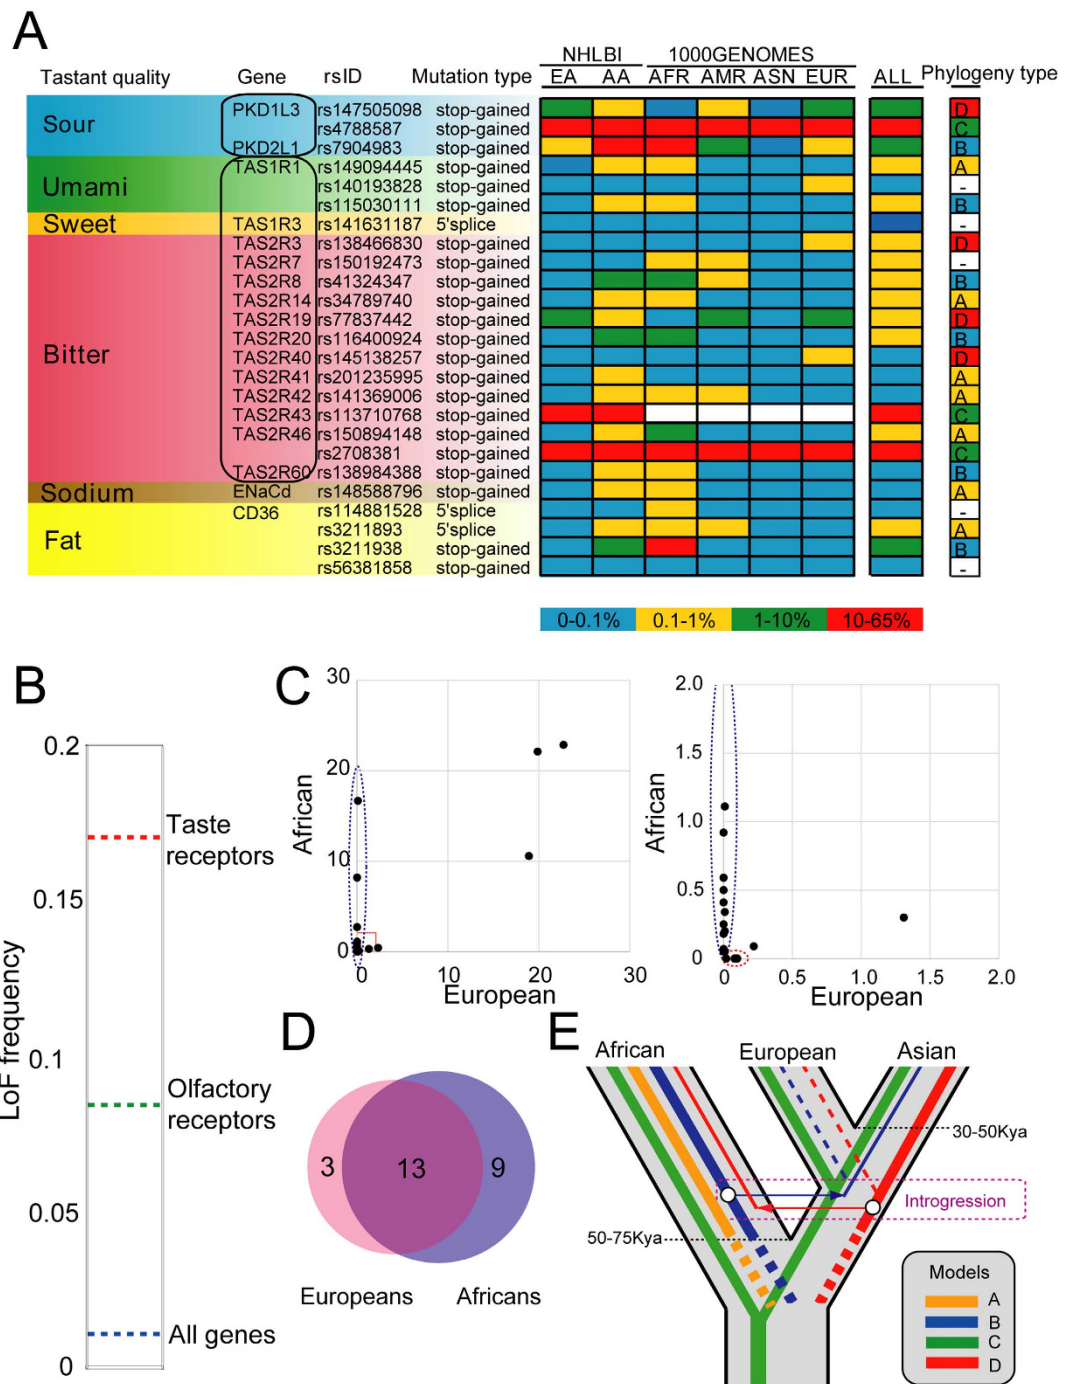 A
NHLBI 1000GENOMES
Tastant quality Gene rsID Mutation type EA AA AFR AMR ASN EUR ALL Phylogeny type
Sour PKD1L3 rs147505098 stop-gained D
rs4788587 stop-gained C
PKD2L1 rs7904983 stop-gained B
Umami TAS1R1 rs149094445 stop-gained A
rs140193828 stop-gained -
rs115030111 stop-gained B
Sweet TAS1R3 rs141631187 5'splice -
Bitter TAS2R3 rs138466830 stop-gained D
TAS2R7 rs150192473 stop-gained -
TAS2R8 rs41324347 stop-gained B
TAS2R14 rs34789740 stop-gained A
TAS2R19 rs77837442 stop-gained D
TAS2R20 rs116400924 stop-gained B
TAS2R40 rs145138257 stop-gained D
TAS2R41 rs201235995 stop-gained A
TAS2R42 rs141369006 stop-gained A
TAS2R43 rs113710768 stop-gained C
TAS2R46 rs150894148 stop-gained A
rs2708381 stop-gained C
TAS2R60 rs138984388 stop-gained B
Sodium ENaCd rs148588796 stop-gained A
Fat CD36 rs114881528 5'splice -
rs3211893 5'splice A
rs3211938 stop-gained B
rs56381858 stop-gained -
0-0.1% 0.1-1% 1-10% 10-65%
B
LoF frequency
0.2
Taste
receptors
0.15
0.1
Olfactory
receptors
0.05
All genes
0
C
African
30
20
10
0
0 10 20 30
European
African
2.0
1.5
1.0
0.5
0
0 0.5 1.0 1.5 2.0
European
D
3 13 9
Europeans Africans
E
African European Asian
30-50Kya
Introgression
50-75Kya
Models
A
B
C
D